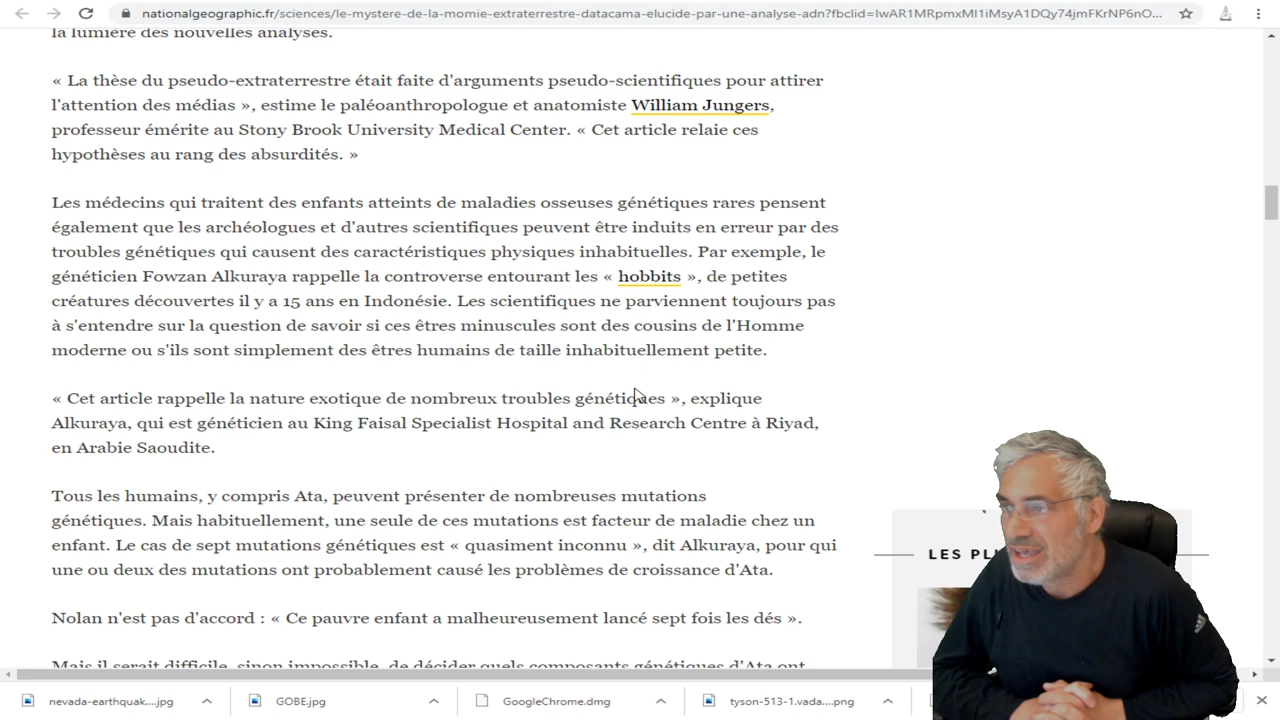 nationalgeographic.fr/sciences/le-mystere-de-la-momie-extraterrestre-datacama-elucide-par-une-analyse-adn?fbclid=IwAR1MRpmxMI1iMsyA1DQy74jmFKrNP6nO...
la lumière des nouvelles analyses.
« La thèse du pseudo-extraterrestre était faite d'arguments pseudo-scientifiques pour attirer
l'attention des médias », estime le paléoanthropologue et anatomiste William Jungers,
professeur émérite au Stony Brook University Medical Center. « Cet article relaie ces
hypothèses au rang des absurdités. »
Les médecins qui traitent des enfants atteints de maladies osseuses génétiques rares pensent
également que les archéologues et d'autres scientifiques peuvent être induits en erreur par des
troubles génétiques qui causent des caractéristiques physiques inhabituelles. Par exemple, le
généticien Fowzan Alkuraya rappelle la controverse entourant les « hobbits », de petites
créatures découvertes il y a 15 ans en Indonésie. Les scientifiques ne parviennent toujours pas
à s'entendre sur la question de savoir si ces êtres minuscules sont des cousins de l'Homme
moderne ou s'ils sont simplement des êtres humains de taille inhabituellement petite.
« Cet article rappelle la nature exotique de nombreux troubles génétiques », explique
Alkuraya, qui est généticien au King Faisal Specialist Hospital and Research Centre à Riyad,
en Arabie Saoudite.
Tous les humains, y compris Ata, peuvent présenter de nombreuses mutations
génétiques. Mais habituellement, une seule de ces mutations est facteur de maladie chez un
enfant. Le cas de sept mutations génétiques est « quasiment inconnu », dit Alkuraya, pour qui
une ou deux des mutations ont probablement causé les problèmes de croissance d'Ata.
LES PL
Nolan n'est pas d'accord : « Ce pauvre enfant a malheureusement lancé sept fois les dés ».
Mais il serait difficile, sinon impossible, de décider quels composants génétiques d'Ata ont
nevada-earthquak....jpg
GOBE.jpg
GoogleChrome.dmg
tyson-513-1.vada....png